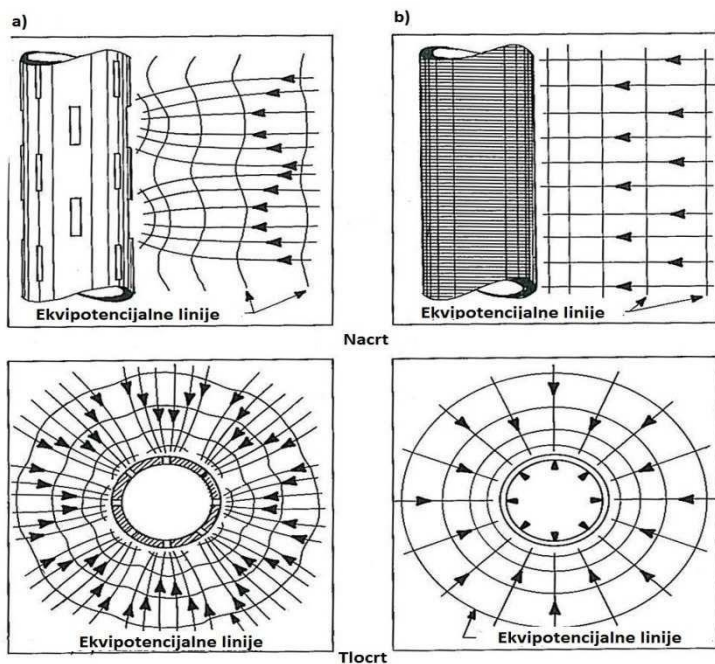 a)
b)
Ekvipotencijalne linije
Ekvipotencijalne linije
Nacrt
Ekvipotencijalne linije
Ekvipotencijalne linije
Tlocrt